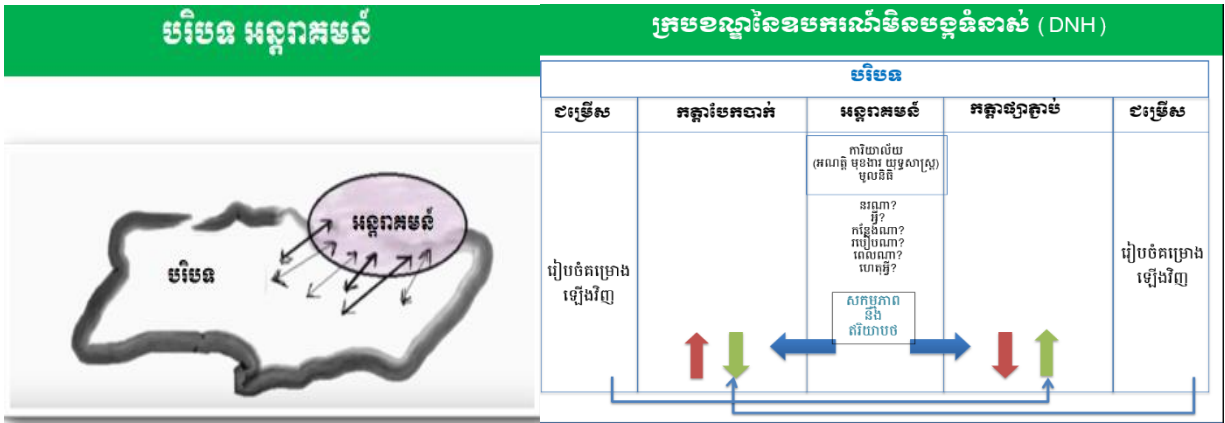 បរិបទ អន្តរាគមន៍
អន្តរាគមន៍
បរិបទ
ក្របខណ្ឌនៃឧបករណ៍មិនបង្កទំនាស់ (DNH)
បរិបទ
ជម្រើស
កត្តាបែកបាក់
អន្តរាគមន៍
កត្តាផ្សាភ្ជាប់
ជម្រើស
ការិយាល័យ
(អណត្តិ មុខងារ យុទ្ធសាស្ត្រ)
មូលនិធិ
នរណា?
អ្វី?
កន្លែងណា?
របៀបណា?
ពេលណា?
ហេតុអ្វី?
រៀបចំគម្រោង
ឡើងវិញ
សកម្មភាព
និង
ឥរិយាបថ
រៀបចំគម្រោង
ឡើងវិញ